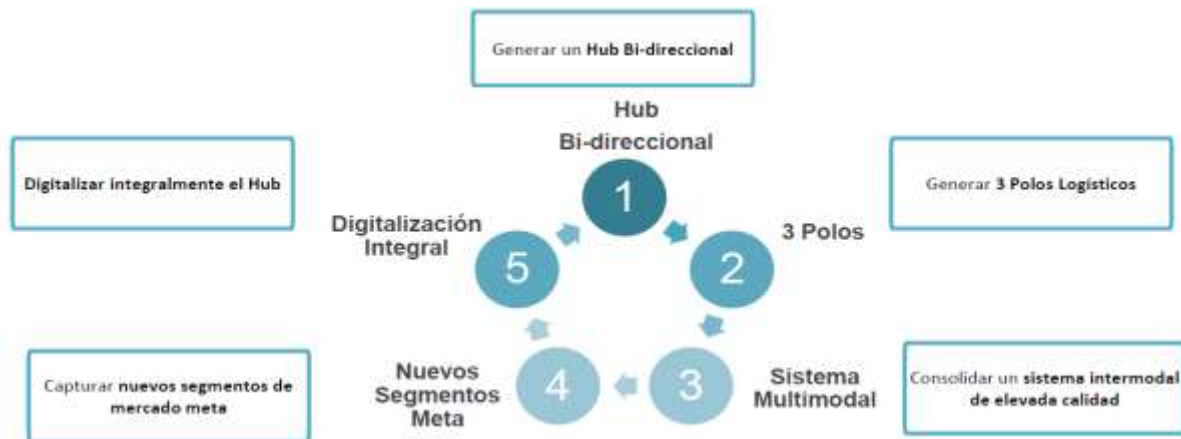 Generar un Hub Bi-direccional
Hub
Bi-direccional
1
Generar 3 Polos Logísticos
3 Polos
2
Consolidar un sistema intermodal
de elevada calidad
Sistema
Multimodal
3
Capturar nuevos segmentos de
mercado meta
Nuevos
Segmentos
Meta
4
Digitalizar integralmente el Hub
Digitalización
Integral
5